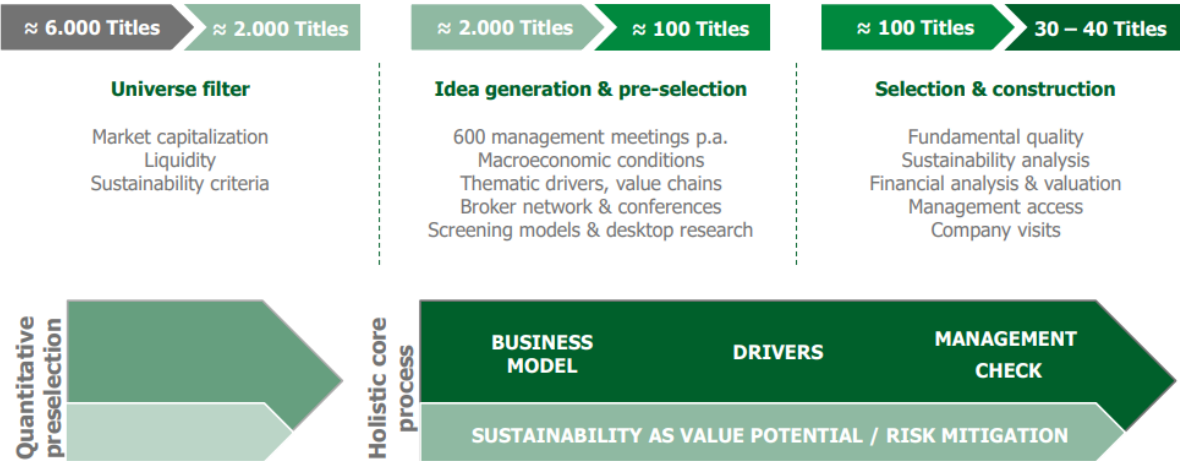 ≈ 6.000 Titles
≈ 2.000 Titles
≈ 2.000 Titles
≈ 100 Titles
≈ 100 Titles
30 – 40 Titles
Universe filter
Market capitalization
Liquidity
Sustainability criteria
Idea generation & pre-selection
600 management meetings p.a.
Macroeconomic conditions
Thematic drivers, value chains
Broker network & conferences
Screening models & desktop research
Selection & construction
Fundamental quality
Sustainability analysis
Financial analysis & valuation
Management access
Company visits
Quantitative
preselection
Holistic core
process
BUSINESS
MODEL
DRIVERS
MANAGEMENT
CHECK
SUSTAINABILITY AS VALUE POTENTIAL / RISK MITIGATION